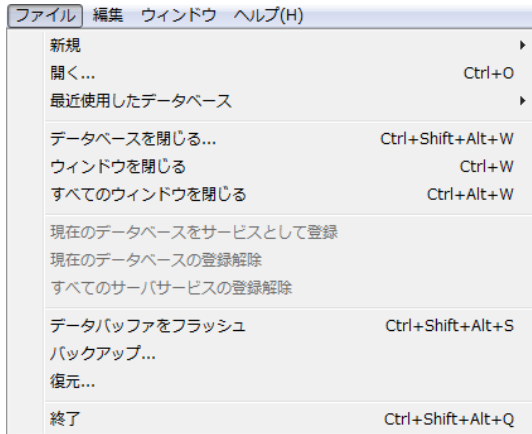 ファイル 編集 ウィンドウ ヘルプ(H)
新規
開く... Ctrl+O
最近使用したデータベース
データベースを閉じる... Ctrl+Shift+Alt+W
ウィンドウを閉じる Ctrl+W
すべてのウィンドウを閉じる Ctrl+Alt+W
現在のデータベースをサービスとして登録
現在のデータベースの登録解除
すべてのサーバサービスの登録解除
データバッファをフラッシュ Ctrl+Shift+Alt+S
バックアップ...
復元...
終了 Ctrl+Shift+Alt+Q